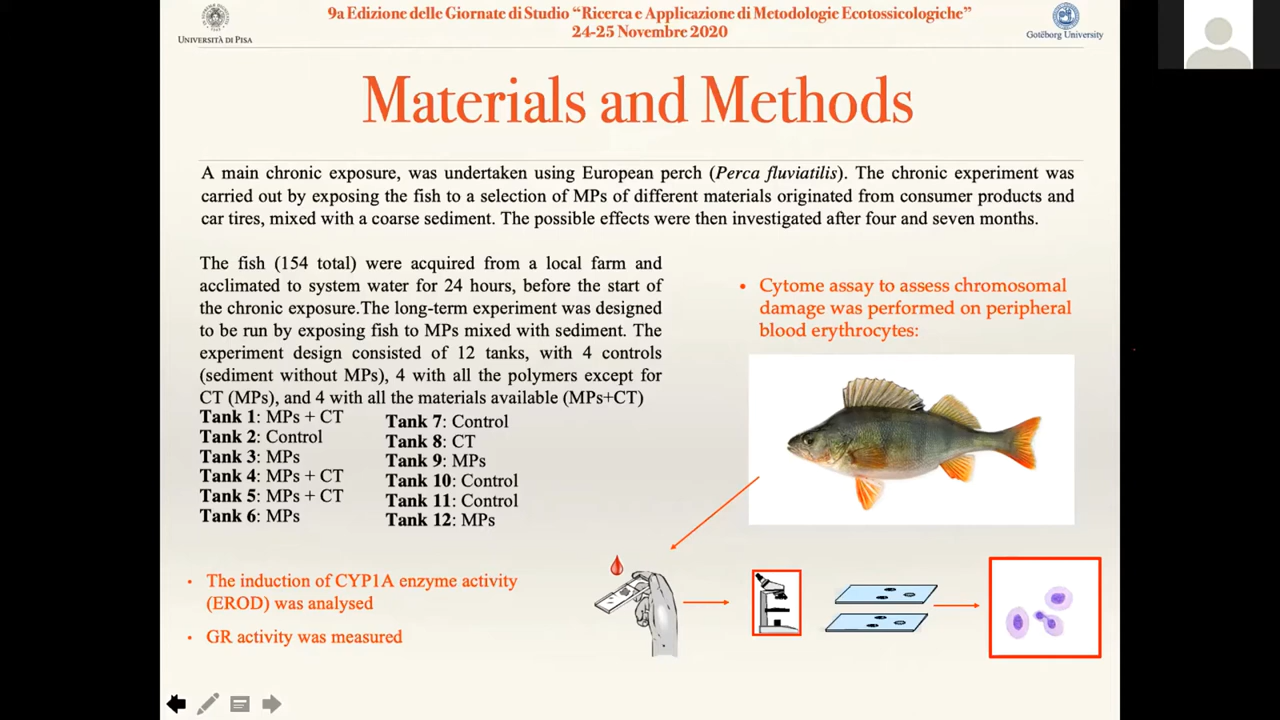 9a Edizione delle Giornate di Studio “Ricerca e Applicazione di Metodologie Ecotossicologiche”
24-25 Novembre 2020
UNIVERSITÀ DI PISA
Goteborg University
Materials and Methods
A main chronic exposure, was undertaken using European perch (Perca fluviatilis). The chronic experiment was
carried out by exposing the fish to a selection of MPs of different materials originated from consumer products and
car tires, mixed with a coarse sediment. The possible effects were then investigated after four and seven months.
The fish (154 total) were acquired from a local farm and
acclimated to system water for 24 hours, before the start of
the chronic exposure.The long-term experiment was designed
to be run by exposing fish to MPs mixed with sediment. The
experiment design consisted of 12 tanks, with 4 controls
(sediment without MPs), 4 with all the polymers except for
CT (MPs), and 4 with all the materials available (MPs+CT)
Tank 1: MPs + CT
Tank 2: Control
Tank 3: MPs
Tank 4: MPs + CT
Tank 5: MPs + CT
Tank 6: MPs
Tank 7: Control
Tank 8: CT
Tank 9: MPs
Tank 10: Control
Tank 11: Control
Tank 12: MPs
• The induction of CYP1A enzyme activity
(EROD) was analysed
• GR activity was measured
• Cytome assay to assess chromosomal
damage was performed on peripheral
blood erythrocytes: